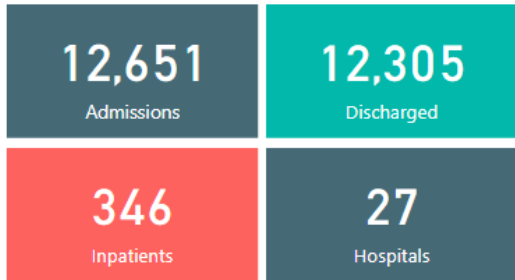 12,651
Admissions
12,305
Discharged
346
Inpatients
27
Hospitals